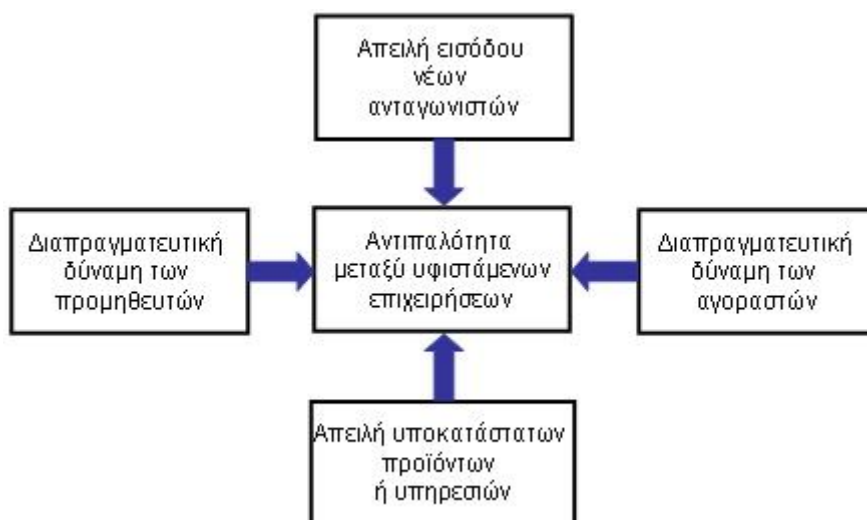 Απειλή εισόδου
νέων
ανταγωνιστών
Διαπραγματευτική
δύναμη των
προμηθευτών
Αντιπαλότητα
μεταξύ υφιστάμενων
επιχειρήσεων
Διαπραγματευτική
δύναμη των
αγοραστών
Απειλή υποκατάστατων
προϊόντων
ή υπηρεσιών